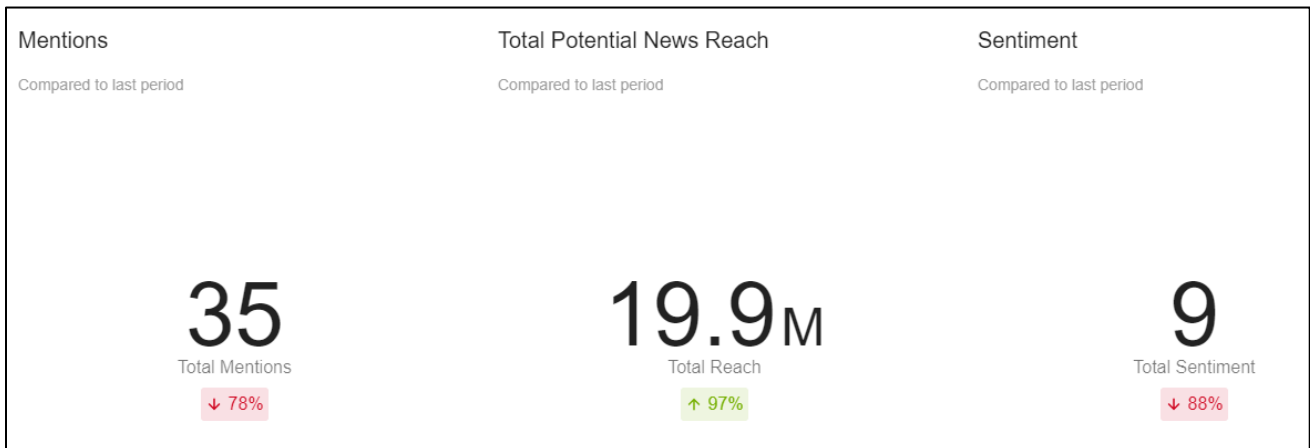 Mentions
Compared to last period
35
Total Mentions
↓ 78%
Total Potential News Reach
Compared to last period
19.9M
Total Reach
↑ 97%
Sentiment
Compared to last period
9
Total Sentiment
↓ 88%